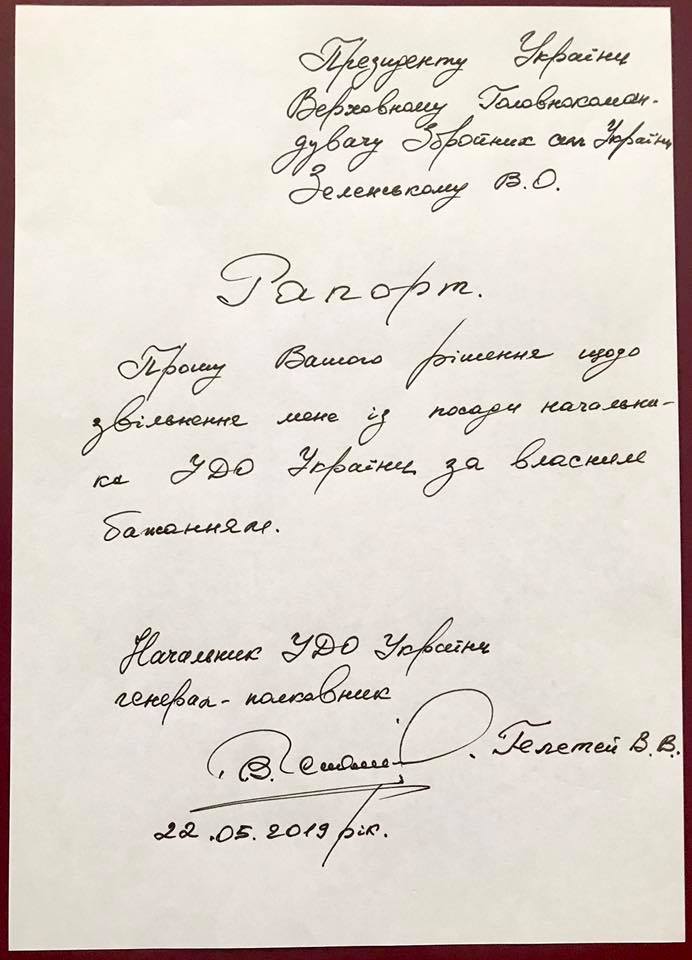 Президенту України
Верховному Головнокоман-
дувачу Збройних сил України
Зеленському В.О.
Рапорт.
Прошу Вашого рішення щодо
звільнення мене із посади начальни-
ка УДО України за власним
бажанням.
Начальник УДО України
генерал-полковник
Гелетей В.В.
22.05.2019 рік.